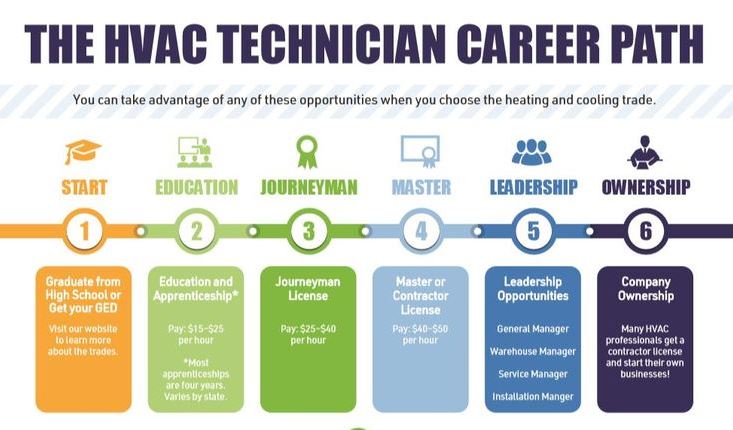 THE HVAC TECHNICIAN CAREER PATH
You can take advantage of any of these opportunities when you choose the heating and cooling trade.
START
EDUCATION
JOURNEYMAN
MASTER
LEADERSHIP
OWNERSHIP
1
2
3
4
5
6
Graduate from
High School or
Get your GED
Visit our website
to learn more
about the trades.
Education and
Apprenticeship*
Pay: $15-$25
per hour
*Most
apprenticeships
are four years.
Varies by state.
Journeyman
License
Pay: $25-$40
per hour
Master or
Contractor
License
Pay: $40-$50
per hour
Leadership
Opportunities
General Manager
Warehouse Manager
Service Manager
Installation Manger
Company
Ownership
Many HVAC
professionals get a
contractor license
and start their own
businesses!